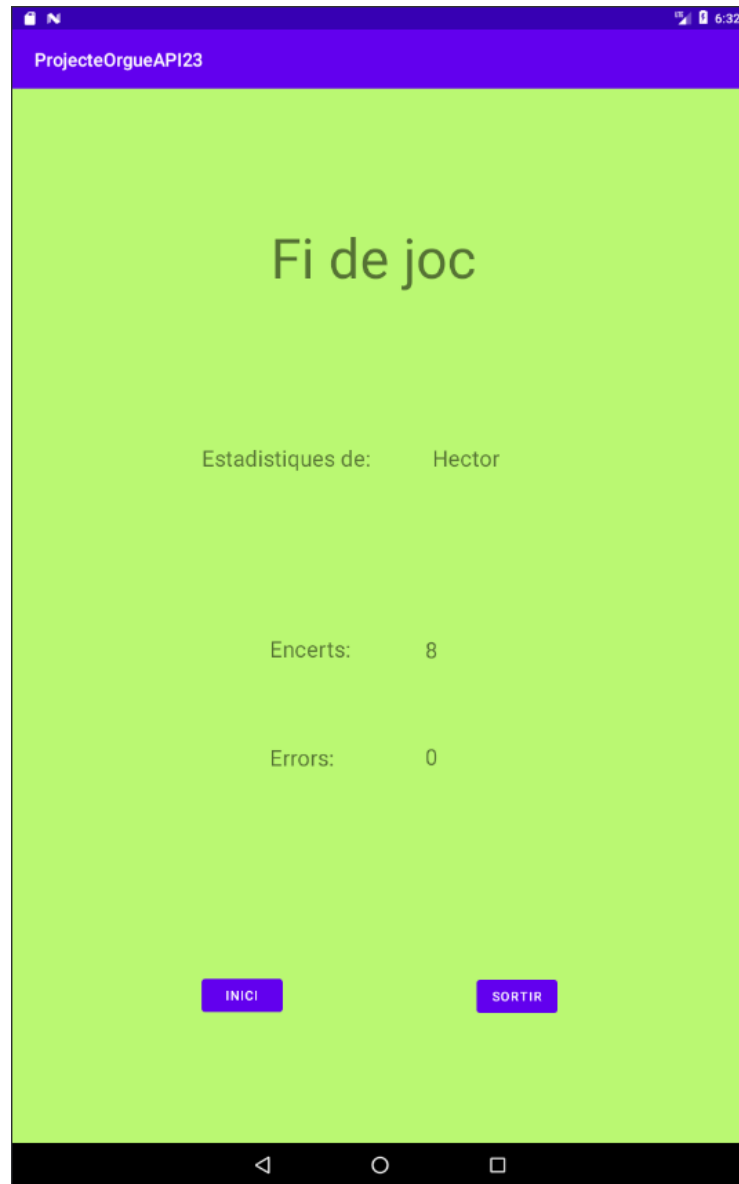 6:32
ProjecteOrgueAPI23
Fi de joc
Estadistiques de: Hector
Encerts: 8
Errors: 0
INICI SORTIR